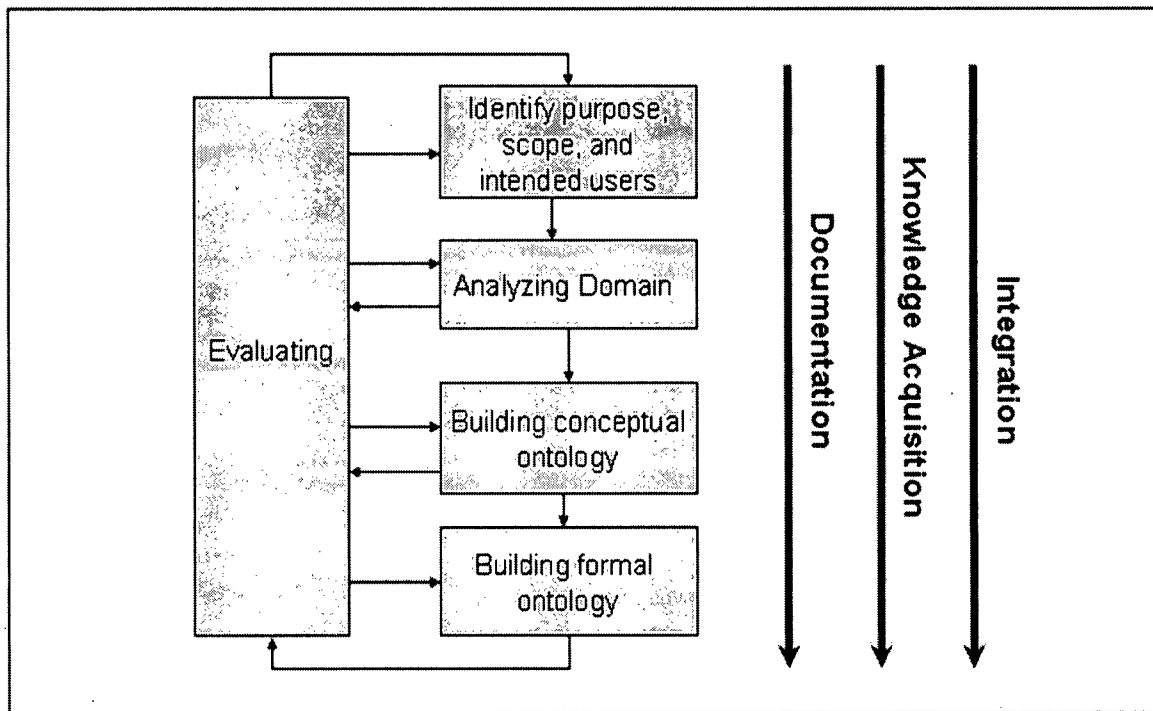 Identify purpose,
scope, and
intended users
Analyzing Domain
Evaluating
Building conceptual
ontology
Building formal
ontology
Documentation
Knowledge Acquisition
Integration